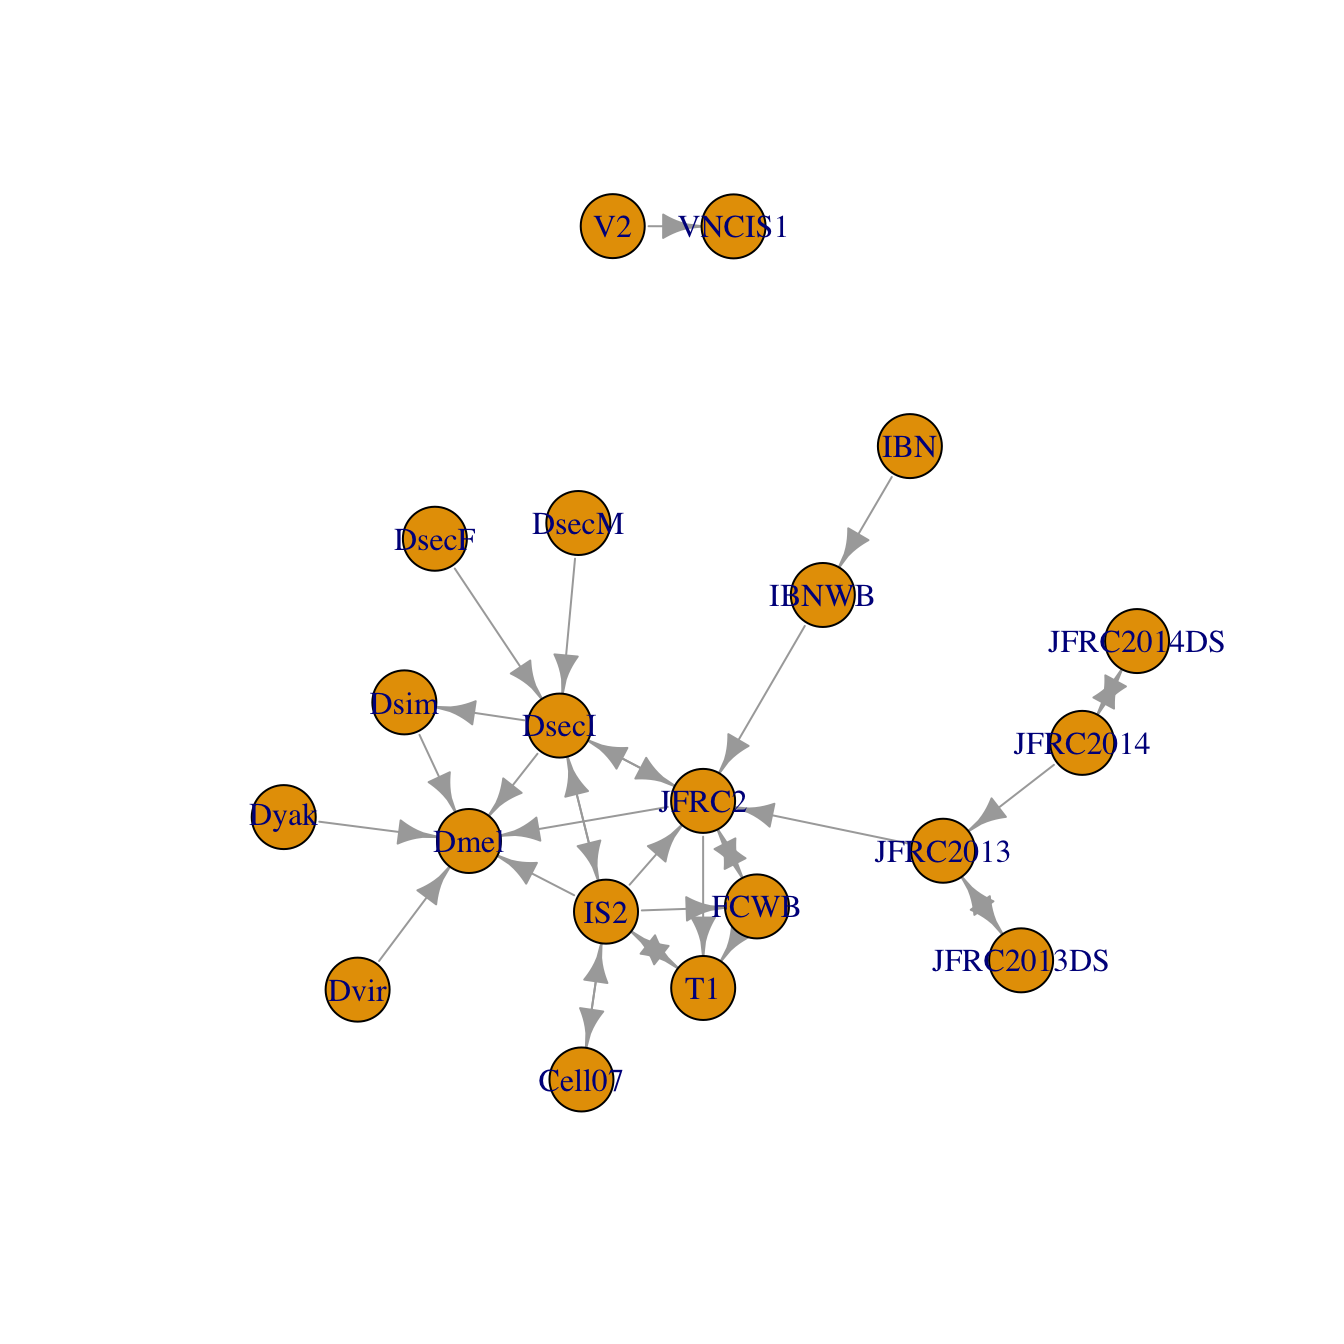 V2
VNCIS1
IBN
DsecM
DsecF
IBNWB
JFRC2014DS
Dsim
DsecI
JFRC2014
JFRC2
Dyak
Dmel
JFRC2013
FCWB
IS2
JFRC2013DS
T1
Dvir
Cell07